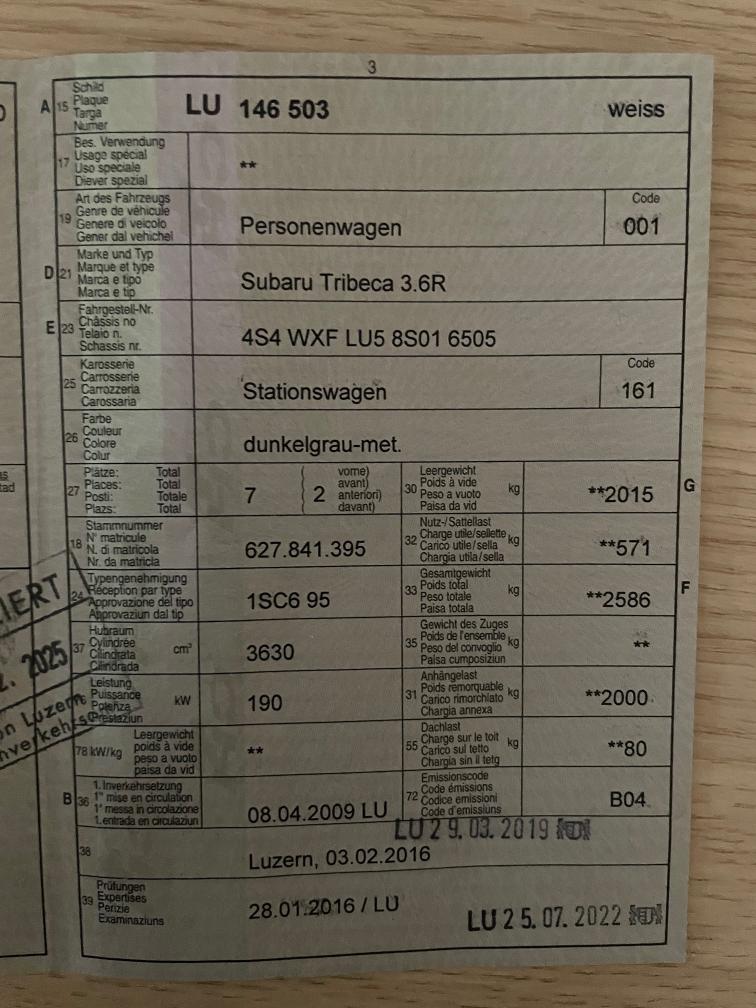 3
A 15 Schild
Plaque
Targa
Numer
LU 146 503 weiss
17 Bes. Verwendung
Usage spécial
Uso speciale
Diever spezial
**
19 Art des Fahrzeugs
Genre de véhicule
Genere di veicolo
Gener dal vehichel
Personenwagen
Code
001
D 21 Marke und Typ
Marque et type
Marca e tipo
Marca e tip
Subaru Tribeca 3.6R
E 23 Fahrgestell-Nr.
Châssis no
Telaio n.
Schassis nr.
4S4 WXF LU5 8S01 6505
25 Karosserie
Carrosserie
Carrozzeria
Carossaria
Stationswagen
Code
161
26 Farbe
Couleur
Colore
Colur
dunkelgrau-met.
27 Plätze: Total
Places: Total
Posti: Totale
Plazs: Total
7
2
vorne)
avant)
anteriori)
davant)
30 Leergewicht
Poids à vide
Peso a vuoto
Paisa da vid
kg
**2015
G
18 Stammnummer
N° matricule
N. di matricola
Nr. da matricla
627.841.395
32 Nutz-/Sattellast
Charge utile/sellette
Carico utile/sella
Chargia utila/sella
kg
**571
24 Typengenehmigung
Réception par type
Approvazione del tipo
Approvaziun dal tip
1SC6 95
33 Gesamtgewicht
Poids total
Peso totale
Paisa totala
kg
**2586
F
37 Hubraum
Cylindrée
Cilindrata
Cilindrada
cm³
3630
35 Gewicht des Zuges
Poids de l'ensemble
Peso del convoglio
Paisa cumposiziun
kg
**
Leistung
Puissance
Potenza
Prestaziun
kW
190
31 Anhängelast
Poids remorquable
Carico rimorchiato
Chargia annexa
kg
**2000
78 kW/kg
Leergewicht
poids à vide
peso a vuoto
paisa da vid
**
55 Dachlast
Charge sur le toit
Carico sul tetto
Chargia sin il tetg
kg
**80
B 36 1. Inverkehrsetzung
1re mise en circulation
1a messa in circolazione
1. entrada en circulaziun
08.04.2009 LU
72 Emissionscode
Code émissions
Codice emissioni
Code d'emissiuns
B04
LU 29.03.2019
38
Luzern, 03.02.2016
39 Prüfungen
Expertises
Perizie
Examinaziuns
28.01.2016 / LU
LU 25.07.2022
IERT
2025
on Luzern